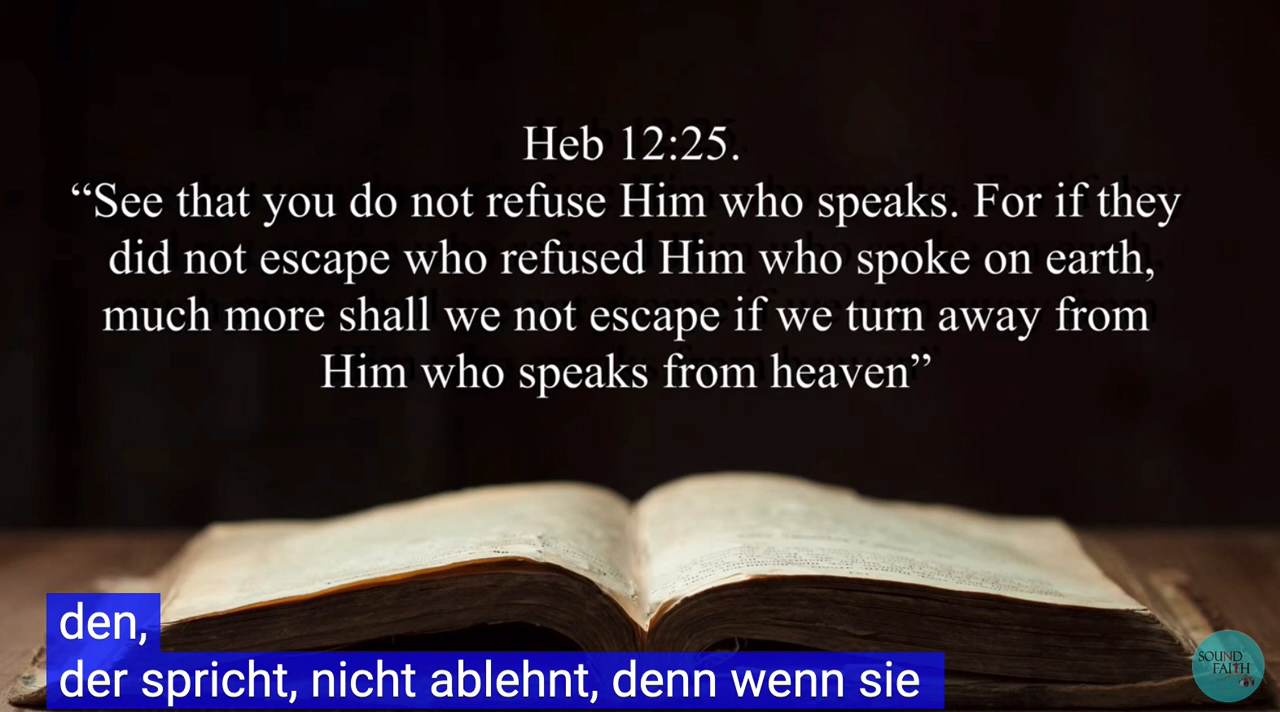 Heb 12:25.
“See that you do not refuse Him who speaks. For if they
did not escape who refused Him who spoke on earth,
much more shall we not escape if we turn away from
Him who speaks from heaven”
den,
der spricht, nicht ablehnt, denn wenn sie
SOUND
FAITH